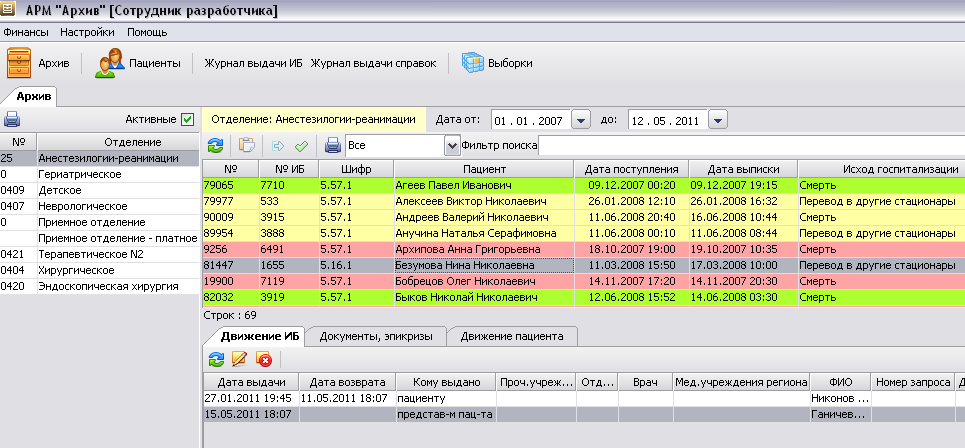 АРМ "Архив" [Сотрудник разработчика]
Финансы Настройки Помощь
Архив Пациенты Журнал выдачи ИБ Журнал выдачи справок Выборки
Архив
Активные
№ Отделение
25 Анестезилогии-реанимации
0 Гериатрическое
0409 Детское
0407 Неврологическое
0 Приемное отделение
Приемное отделение - платное
0421 Терапевтическое N2
0404 Хирургическое
0420 Эндоскопическая хирургия
Отделение: Анестезилогии-реанимации Дата от: 01 . 01 . 2007 до: 12 . 05 . 2011
Все Фильтр поиска
№ № ИБ Шифр Пациент Дата поступления Дата выписки Исход госпитализации
79065 7710 5.57.1 Агеев Павел Иванович 09.12.2007 00:20 09.12.2007 19:15 Смерть
79977 533 5.57.1 Алексеев Виктор Николаевич 26.01.2008 12:10 26.01.2008 16:32 Перевод в другие стационары
90009 3915 5.57.1 Андреев Валерий Николаевич 11.06.2008 20:40 16.06.2008 10:44 Смерть
89954 3888 5.57.1 Анучина Наталья Серафимовна 11.06.2008 00:10 11.06.2008 08:44 Перевод в другие стационары
9256 6491 5.57.1 Архипова Анна Григорьевна 18.10.2007 19:00 19.10.2007 10:35 Смерть
81447 1655 5.16.1 Безумова Нина Николаевна 11.03.2008 15:50 17.03.2008 10:00 Перевод в другие стационары
19900 7119 5.57.1 Бобрецов Олег Николаевич 14.11.2007 17:20 14.11.2007 20:30 Смерть
82032 3919 5.57.1 Быков Николай Николаевич 12.06.2008 15:52 14.06.2008 03:30 Смерть
Строк : 69
Движение ИБ Документы, эпикризы Движение пациента
Дата выдачи Дата возврата Кому выдано Проч.учреж... Отд... Врач Мед.учреждения региона ФИО Номер запроса Д
27.01.2011 19:45 11.05.2011 18:07 пациенту Никонов ...
15.05.2011 18:07 представ-м пац-та Ганичев...